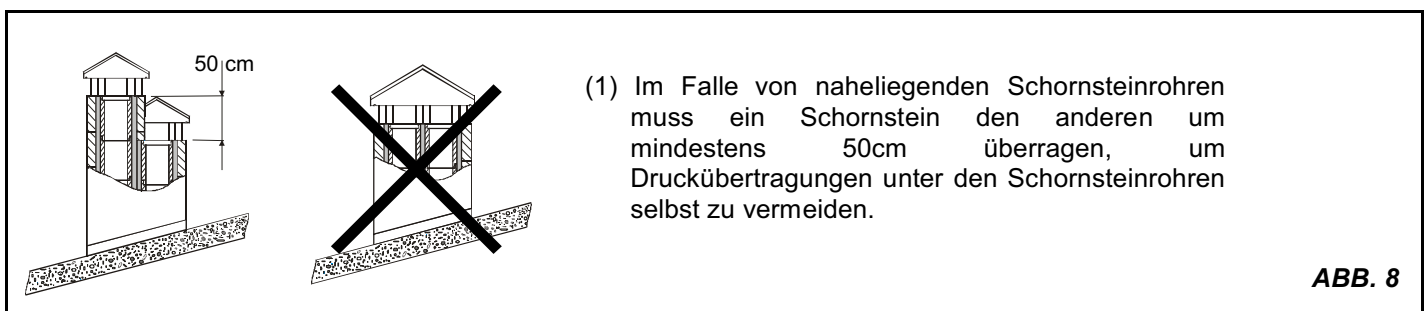 50 cm
(1) Im Falle von naheliegenden Schornsteinrohren
muss ein Schornstein den anderen um
mindestens 50cm überragen, um
Druckübertragungen unter den Schornsteinrohren
selbst zu vermeiden.
ABB. 8